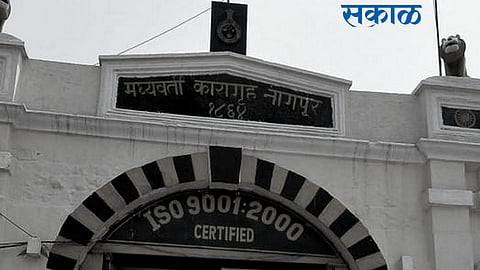 सकाळ
मध्यवर्ती कारागृह नागपूर
१८६४
ISO 9001:2000
CERTIFIED